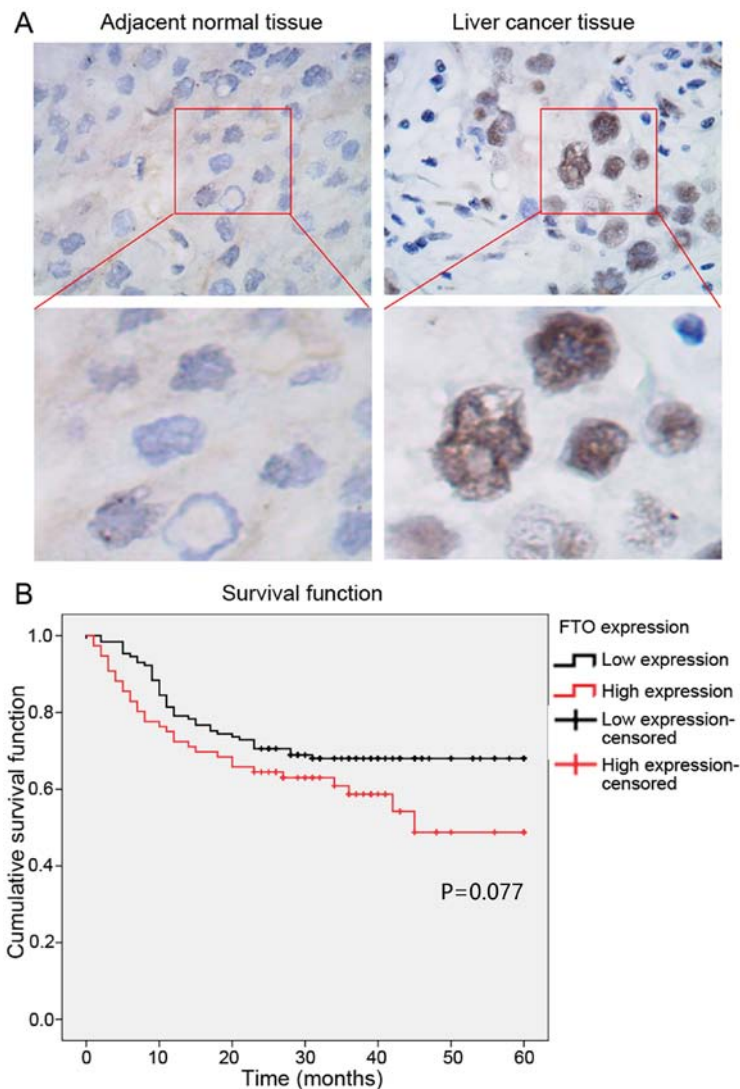 A
Adjacent normal tissue
Liver cancer tissue
B
Survival function
Cumulative survival function
1.0
0.8
0.6
0.4
0.2
0.0
P=0.077
0 10 20 30 40 50 60
Time (months)
FTO expression
Low expression
High expression
Low expression-
censored
High expression-
censored